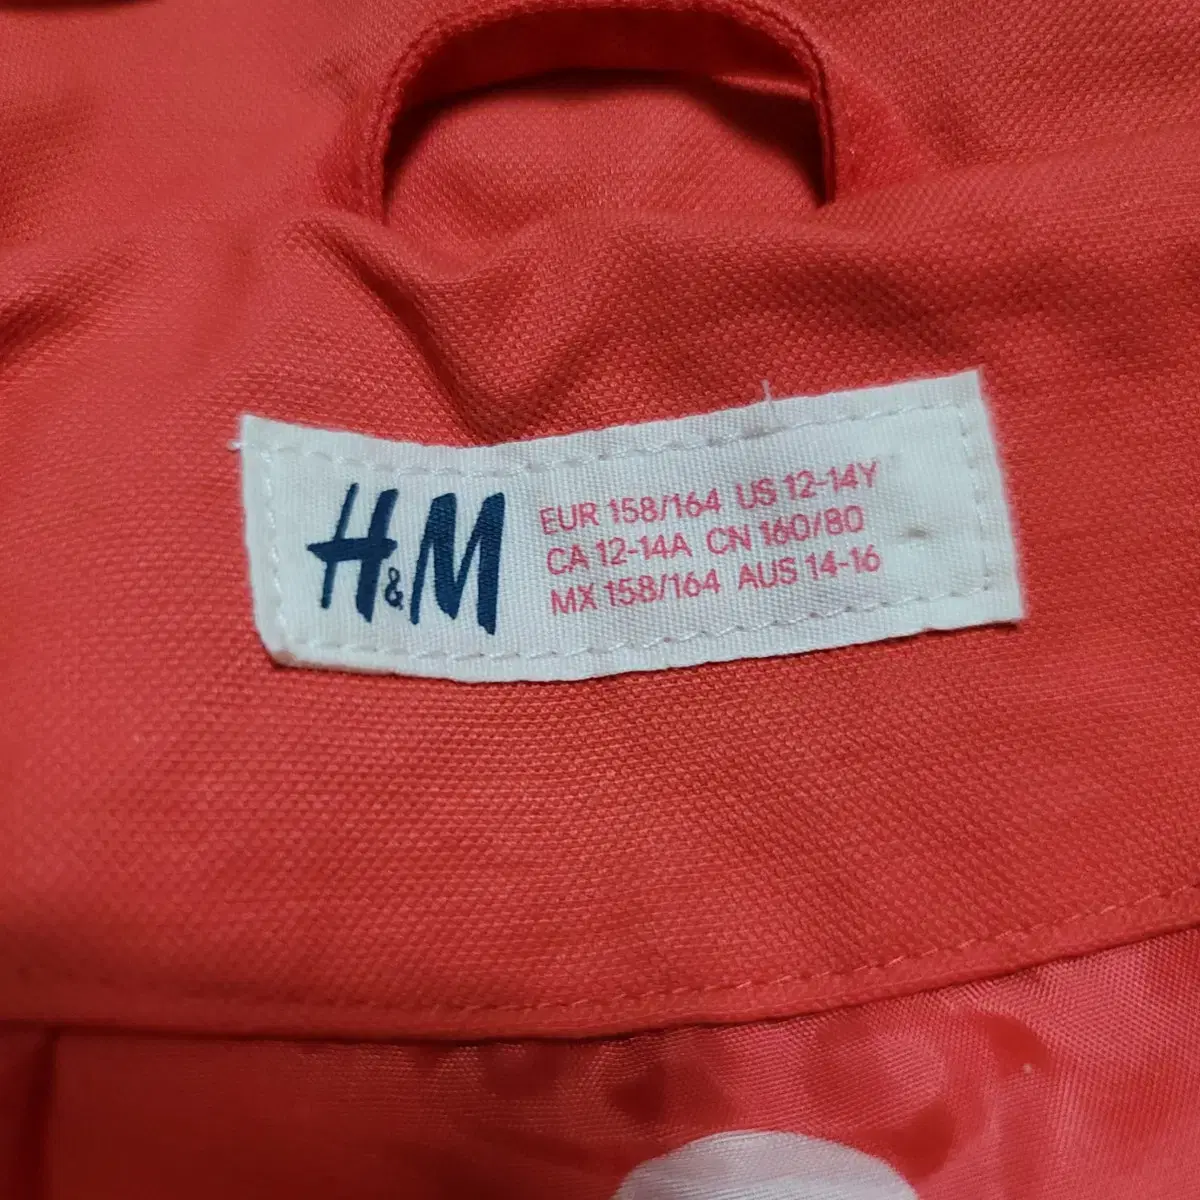 H&M
EUR 158/164 US 12-14Y
CA 12-14A CN 160/80
MX 158/164 AUS 14-16